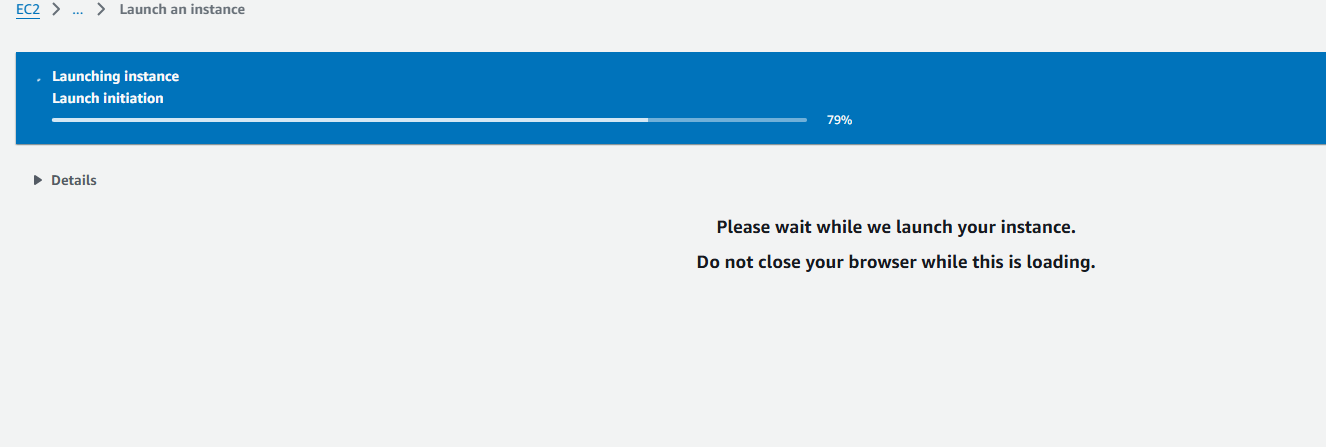 EC2 > ... > Launch an instance
Launching instance
Launch initiation
79%
Details
Please wait while we launch your instance.
Do not close your browser while this is loading.